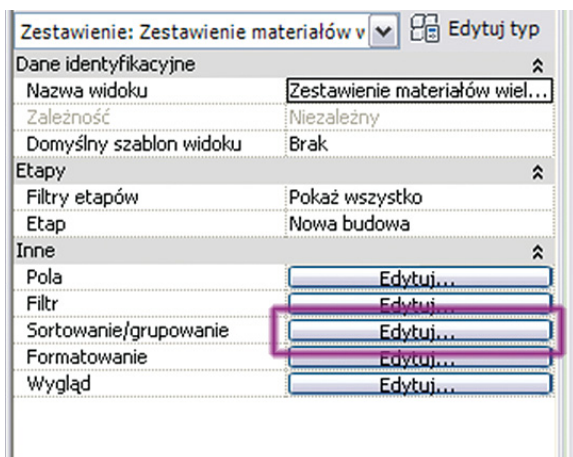 Zestawienie: Zestawienie materiałów w Edytuj typ
Dane identyfikacyjne
Nazwa widoku Zestawienie materiałów wiel...
Zależność Niezależny
Domyślny szablon widoku Brak
Etapy
Filtry etapów Pokaż wszystko
Etap Nowa budowa
Inne
Pola Edytuj...
Filtr Edytuj...
Sortowanie/grupowanie Edytuj...
Formatowanie Edytuj...
Wygląd Edytuj...